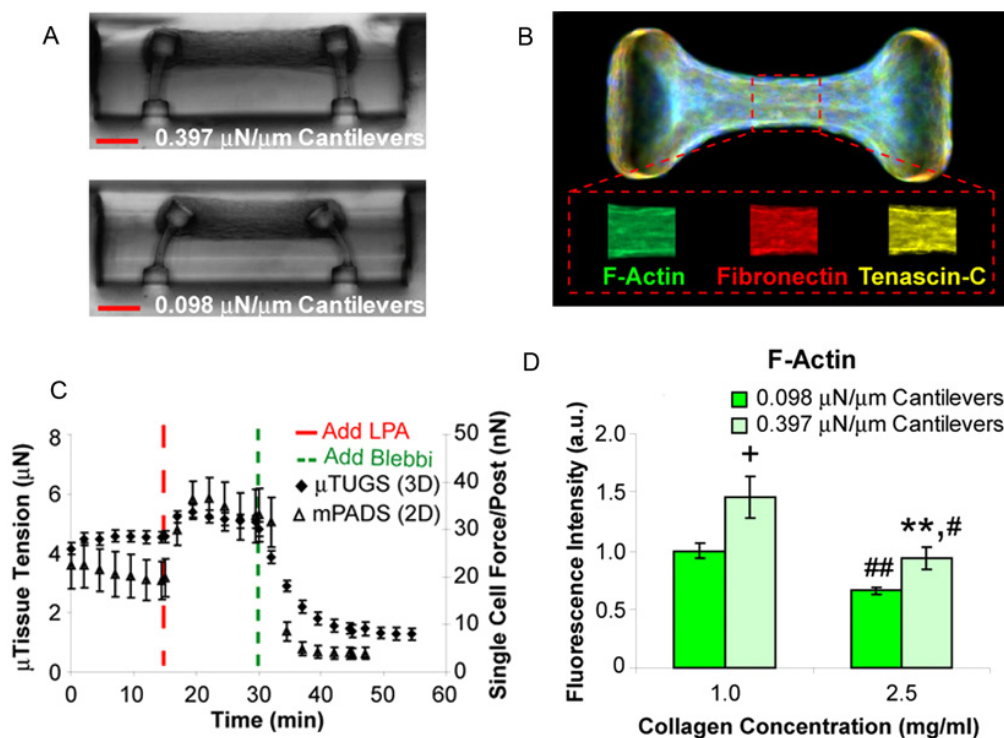 A
0.397 μN/μm Cantilevers
0.098 μN/μm Cantilevers
B
F-Actin Fibronectin Tenascin-C
C
μTissue Tension (μN)
8
6
4
2
0
Add LPA
Add Blebbi
μTUGS (3D)
mPADS (2D)
50
40
30
20
10
0
Single Cell Force/Post (nN)
0 10 20 30 40 50 60
Time (min)
D
F-Actin
0.098 μN/μm Cantilevers
0.397 μN/μm Cantilevers
Fluorescence Intensity (a.u.)
2.0
1.5
1.0
0.5
0
+
##
**,#
1.0 2.5
Collagen Concentration (mg/ml)